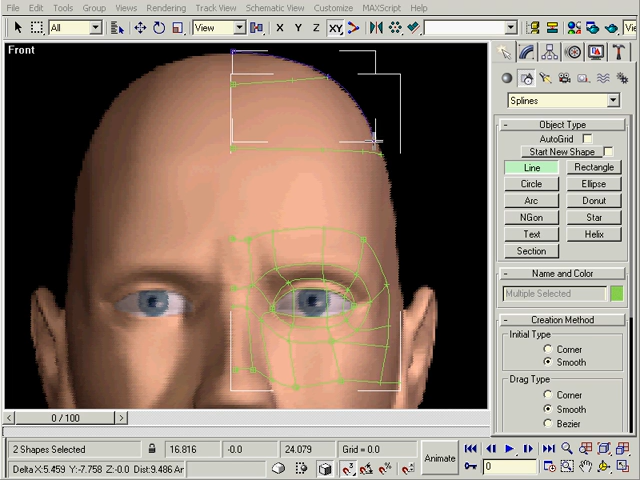 File Edit Tools Group Views Rendering Track View Schematic View Customize MAXScript Help
All View XY X Y Z XY
Front
Splines
- Object Type
AutoGrid
Start New Shape
Line Rectangle
Circle Ellipse
Arc Donut
NGon Star
Text Helix
Section
- Name and Color
Multiple Selected
- Creation Method
Initial Type
Corner
Smooth
Drag Type
Corner
Smooth
Bezier
< 0 / 100 >
2 Shapes Selected 16.816 -0.0 24.079 Grid = 0.0
Animate
Delta X:5.459 Y:-7.758 Z:-0.0 Dist:9.486 Ar
0